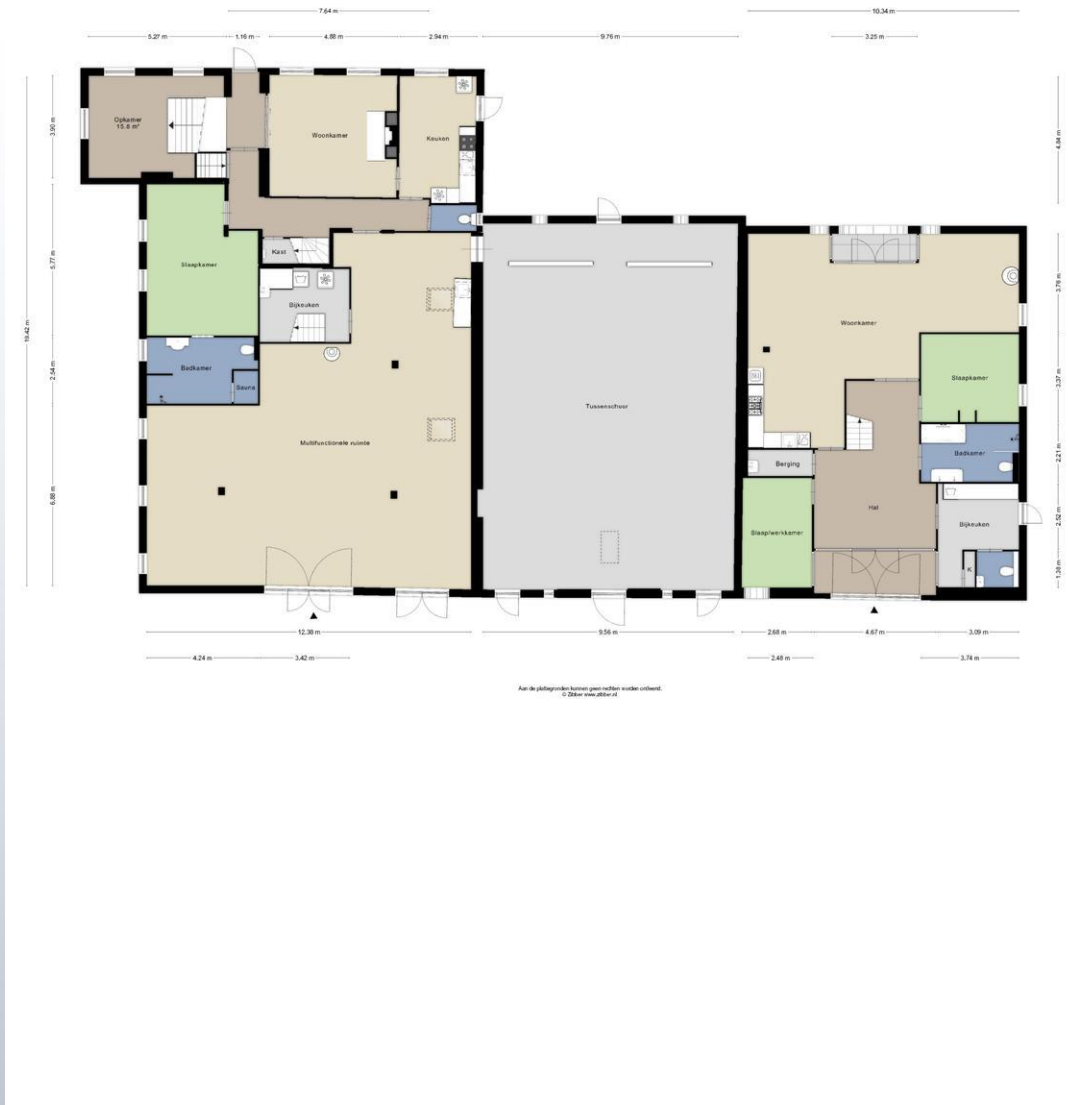 7.64 m
10.34 m
5.27 m
1.16 m
4.88 m
2.94 m
9.76 m
3.25 m
3.90 m
5.77 m
19.42 m
2.54 m
6.88 m
4.84 m
3.76 m
3.37 m
2.21 m
2.52 m
1.38 m
Opkamer
15.8 m²
Woonkamer
Keuken
Slaapkamer
Kast
Bijkeuken
Badkamer
Sauna
Multifunctionele ruimte
Tussenschuur
Woonkamer
Slaapkamer
Badkamer
Berging
Hal
Slaap/werkkamer
Bijkeuken
K
12.38 m
9.56 m
2.68 m
4.67 m
3.09 m
4.24 m
3.42 m
2.48 m
3.74 m
Aan de plattegronden kunnen geen rechten worden ontleend.
© Zibber www.zibber.nl